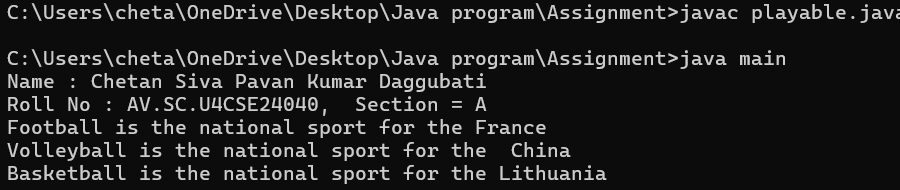 C:\Users\cheta\OneDrive\Desktop\Java program\Assignment>javac playable.java
C:\Users\cheta\OneDrive\Desktop\Java program\Assignment>java main
Name : Chetan Siva Pavan Kumar Daggubati
Roll No : AV.SC.U4CSE24040,  Section = A
Football is the national sport for the France
Volleyball is the national sport for the  China
Basketball is the national sport for the Lithuania